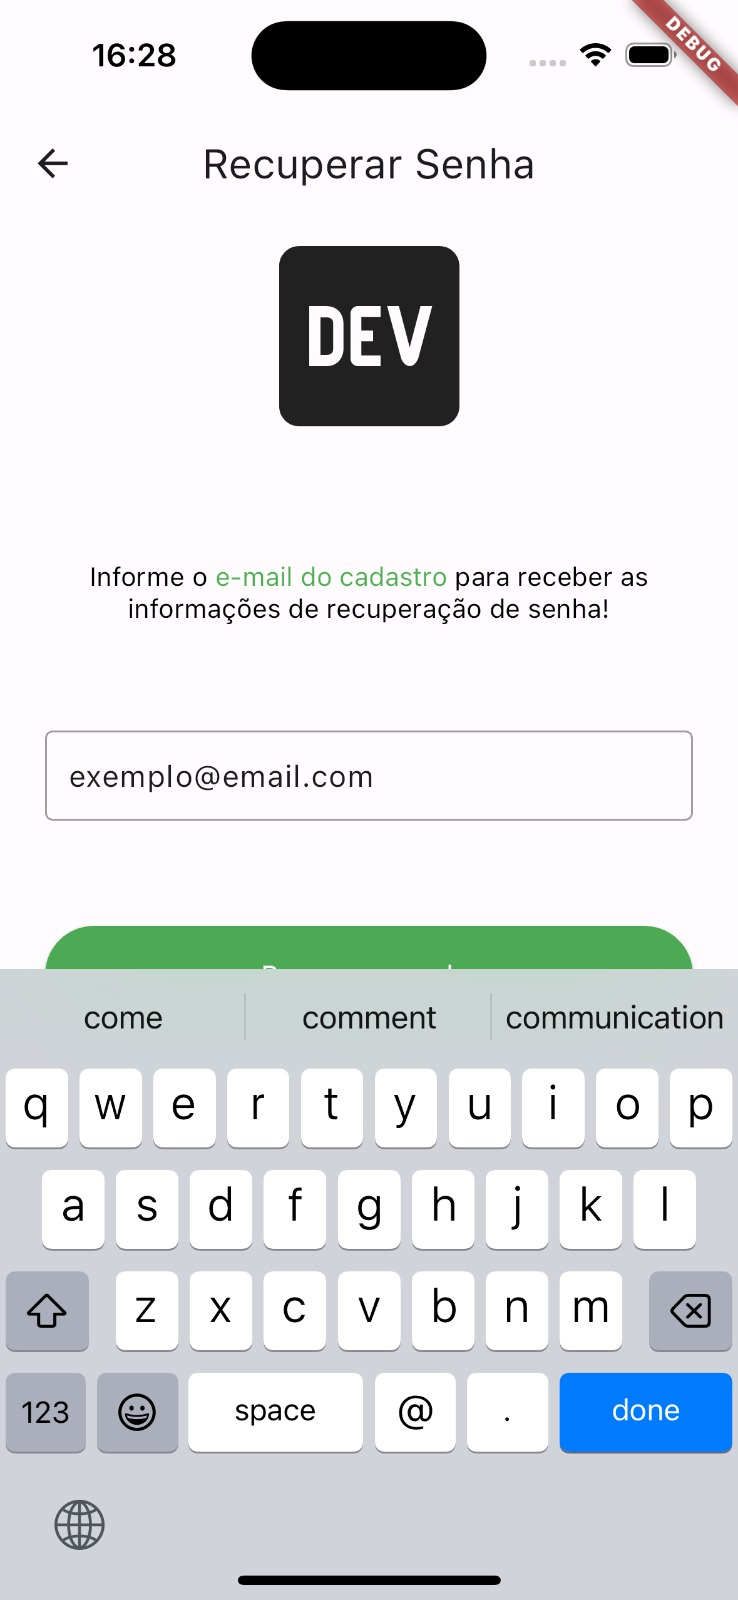 16:28
DEBUG
Recuperar Senha
DEV
Informe o e-mail do cadastro para receber as
informações de recuperação de senha!
exemplo@email.com
come comment communication
q w e r t y u i o p
a s d f g h j k l
z x c v b n m
123 space @ . done